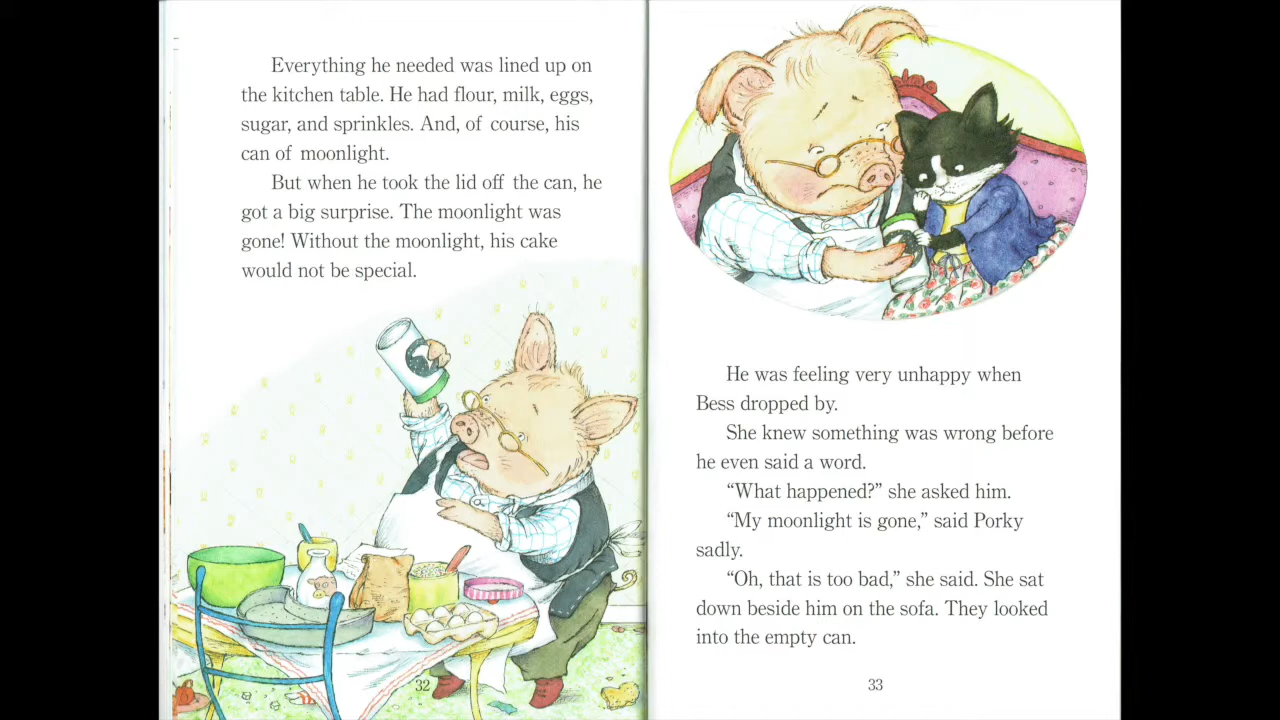 Everything he needed was lined up on
the kitchen table. He had flour, milk, eggs,
sugar, and sprinkles. And, of course, his
can of moonlight.
But when he took the lid off the can, he
got a big surprise. The moonlight was
gone! Without the moonlight, his cake
would not be special.
32
He was feeling very unhappy when
Bess dropped by.
She knew something was wrong before
he even said a word.
“What happened?” she asked him.
“My moonlight is gone,” said Porky
sadly.
“Oh, that is too bad,” she said. She sat
down beside him on the sofa. They looked
into the empty can.
33